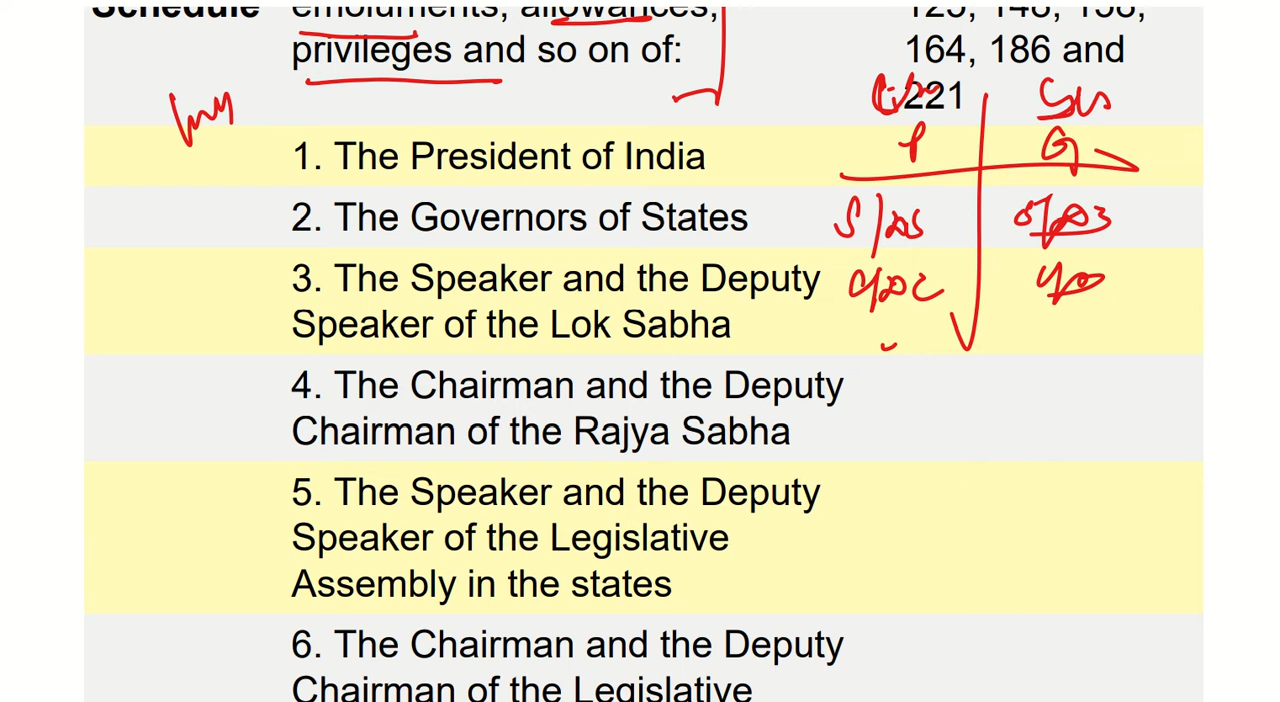 Schedule emoluments, allowances, 125, 148, 158,
privileges and so on of: 164, 186 and
221
1. The President of India P G
2. The Governors of States S/DS S/DS
3. The Speaker and the Deputy C/DC
Speaker of the Lok Sabha
4. The Chairman and the Deputy
Chairman of the Rajya Sabha
5. The Speaker and the Deputy
Speaker of the Legislative
Assembly in the states
6. The Chairman and the Deputy
Chairman of the Legislative